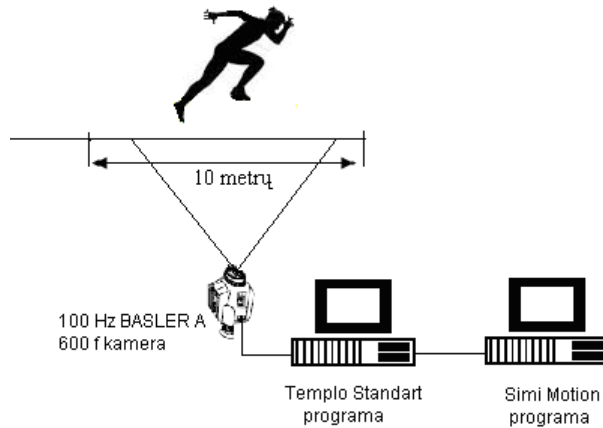 10 metrų
100 Hz BASLER A
600 f kamera
Templo Standart
programa
Simi Motion
programa